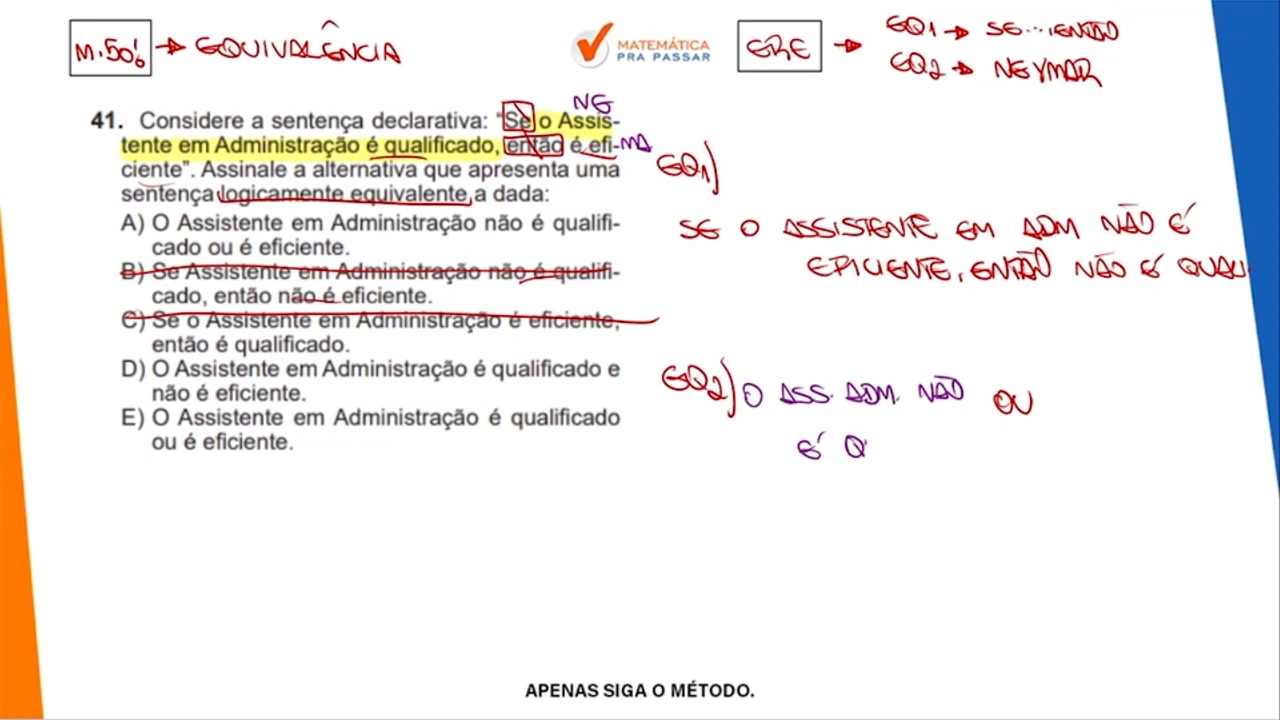 M.50% → EQUIVALÊNCIA
MATEMÁTICA
PRA PASSAR
GRE → EQ1 → SE...ENTÃO
EQ2 → NEYMAR
NE
41. Considere a sentença declarativa: “Se o Assis-
tente em Administração é qualificado, então é efi-
MA
ciente”. Assinale a alternativa que apresenta uma
sentença logicamente equivalente a dada:
A) O Assistente em Administração não é qualifi-
cado ou é eficiente.
B) Se Assistente em Administração não é qualifi-
cado, então não é eficiente.
C) Se o Assistente em Administração é eficiente,
então é qualificado.
D) O Assistente em Administração é qualificado e
não é eficiente.
E) O Assistente em Administração é qualificado
ou é eficiente.
EQ1)
SE O ASSISTENTE EM ADM NÃO É
EFICIENTE, ENTÃO NÃO É QUALI
EQ2) O ASS. ADM. NÃO OU
É Q
APENAS SIGA O MÉTODO.